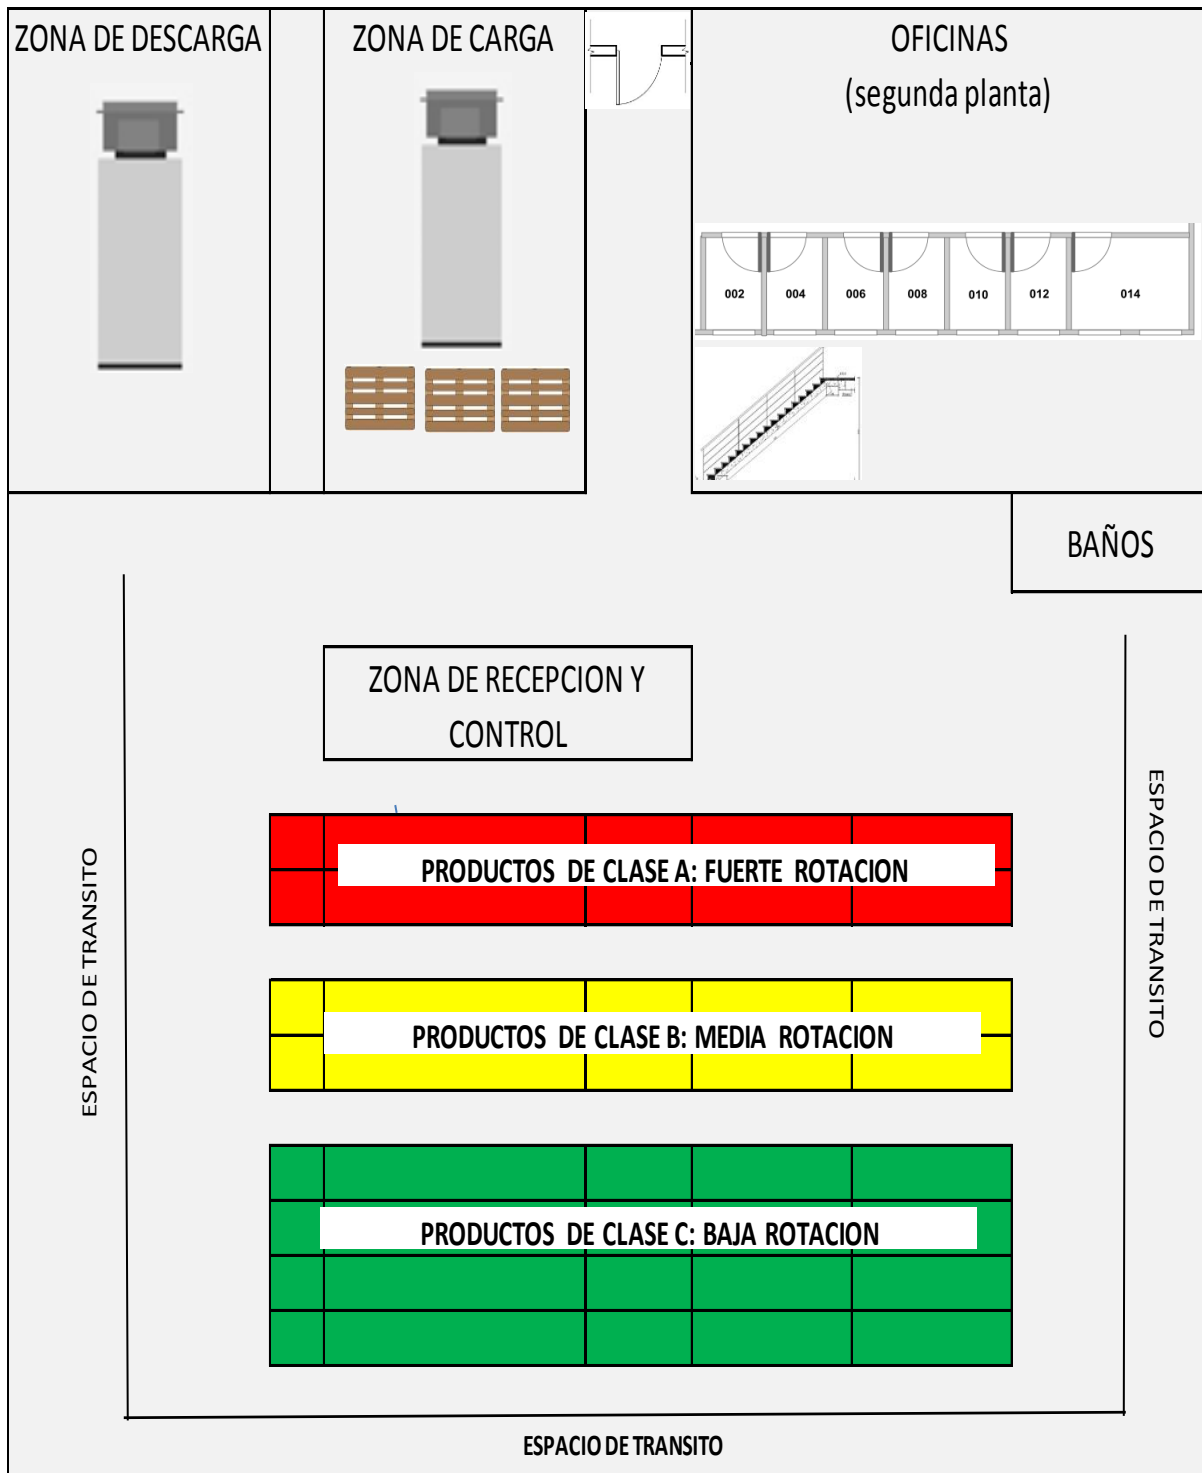 ZONA DE DESCARGA
ZONA DE CARGA
OFICINAS
(segunda planta)
002
004
006
008
010
012
014
BAÑOS
ZONA DE RECEPCION Y
CONTROL
ESPACIO DE TRANSITO
ESPACIO DE TRANSITO
PRODUCTOS DE CLASE A: FUERTE ROTACION
PRODUCTOS DE CLASE B: MEDIA ROTACION
PRODUCTOS DE CLASE C: BAJA ROTACION
ESPACIO DE TRANSITO